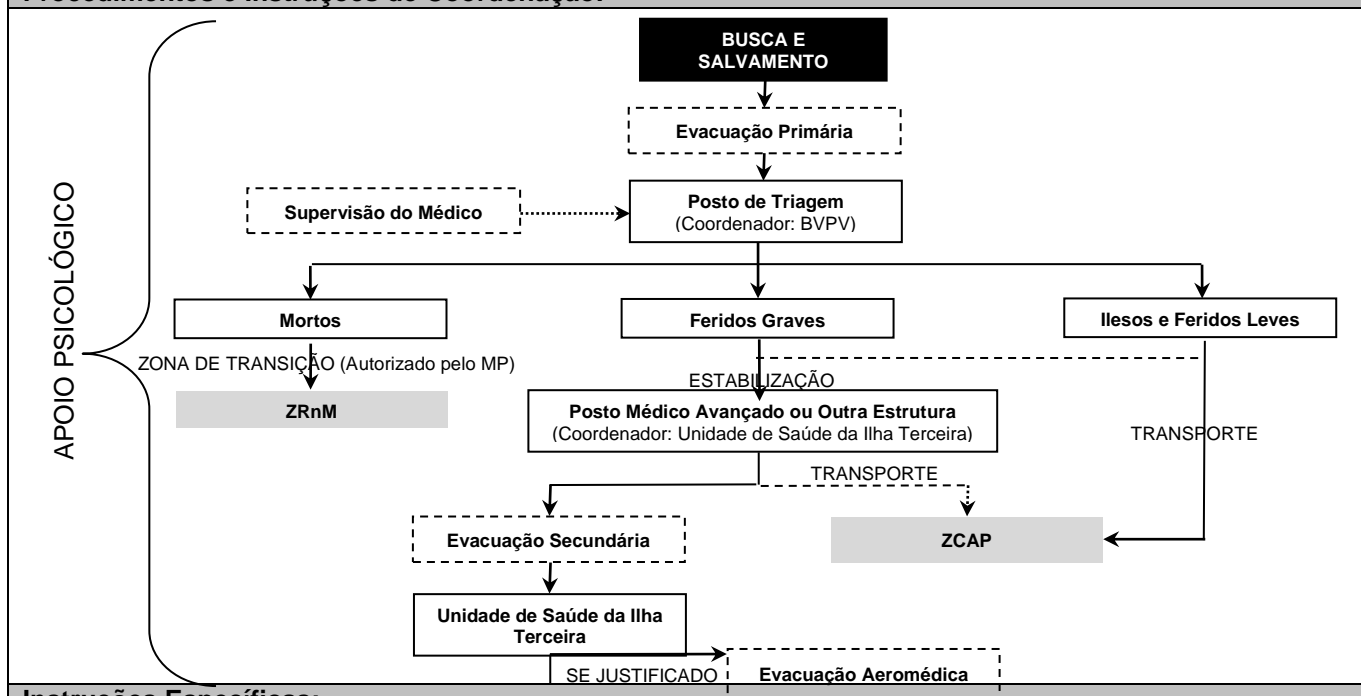 Procedimentos e Instruções de Coordenação:
BUSCA E
SALVAMENTO
Evacuação Primária
Supervisão do Médico
Posto de Triagem
(Coordenador: BVPV)
APOIO PSICOLÓGICO
Mortos
Feridos Graves
Ilesos e Feridos Leves
ZONA DE TRANSIÇÃO (Autorizado pelo MP)
ESTABILIZAÇÃO
ZRnM
Posto Médico Avançado ou Outra Estrutura
(Coordenador: Unidade de Saúde da Ilha Terceira)
TRANSPORTE
TRANSPORTE
Evacuação Secundária
ZCAP
Unidade de Saúde da Ilha
Terceira
SE JUSTIFICADO
Evacuação Aeromédica
Instruções Específicas: